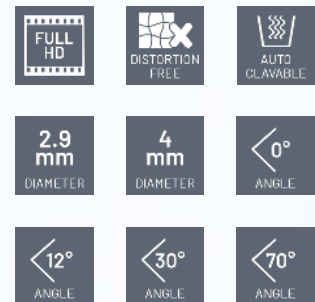 FULL
HD
DISTORTION
FREE
AUTO
CLAVABLE
2.9
mm
DIAMETER
4
mm
DIAMETER
0°
ANGLE
12°
ANGLE
30°
ANGLE
70°
ANGLE